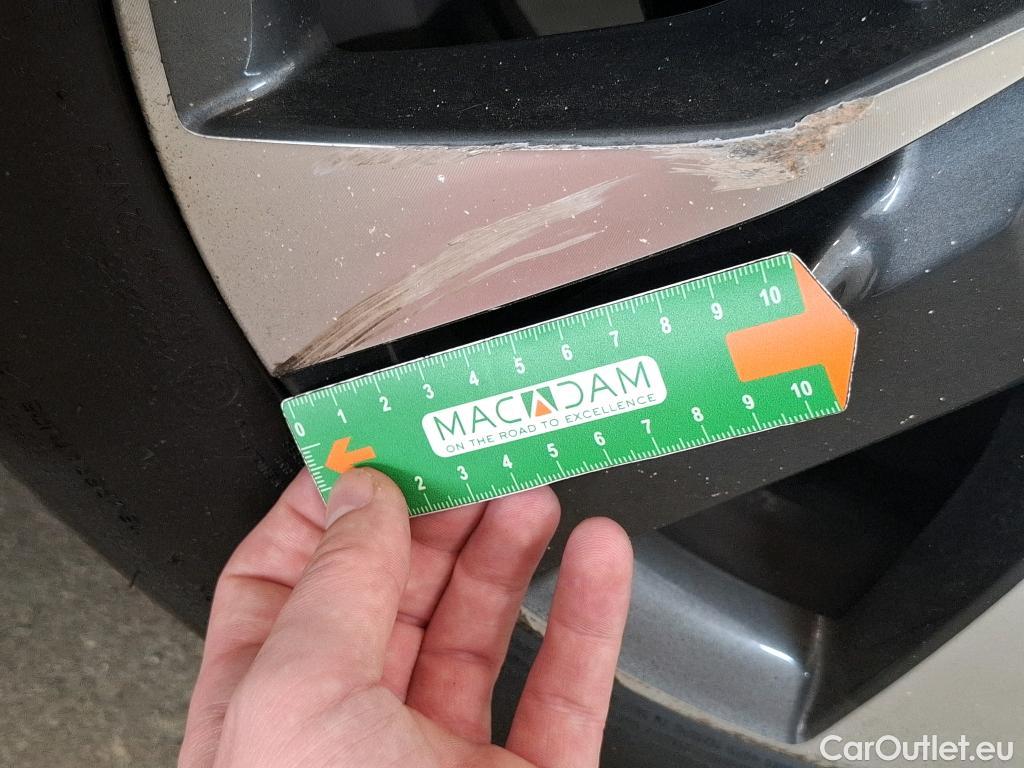 0 1 2 3 4 5 6 7 8 9 10
MACADAM
ON THE ROAD TO EXCELLENCE
2 3 4 5 6 7 8 9 10
CarOutlet.eu